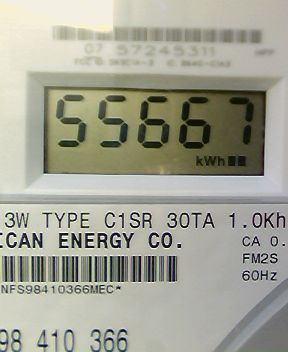 07 57245311
55667
kWh
3W TYPE C1SR 30TA 1.0Kh
ICAN ENERGY CO.
CA 0.
FM2S
60Hz
NFS98410366MEC*
98 410 366